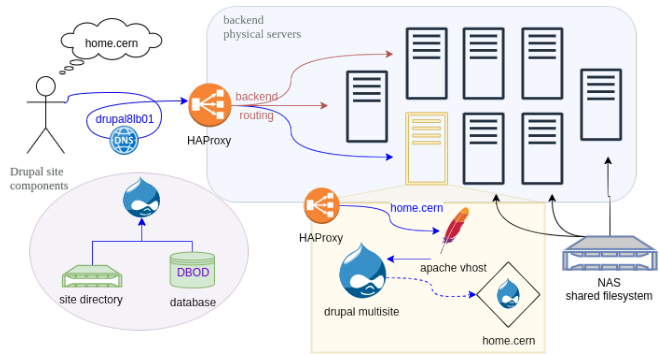 backend
physical servers
home.cern
drupal8lb01
DNS
backend
routing
HAProxy
Drupal site
components
DBOD
site directory
database
HAProxy
home.cern
apache vhost
drupal multisite
home.cern
NAS
shared filesystem